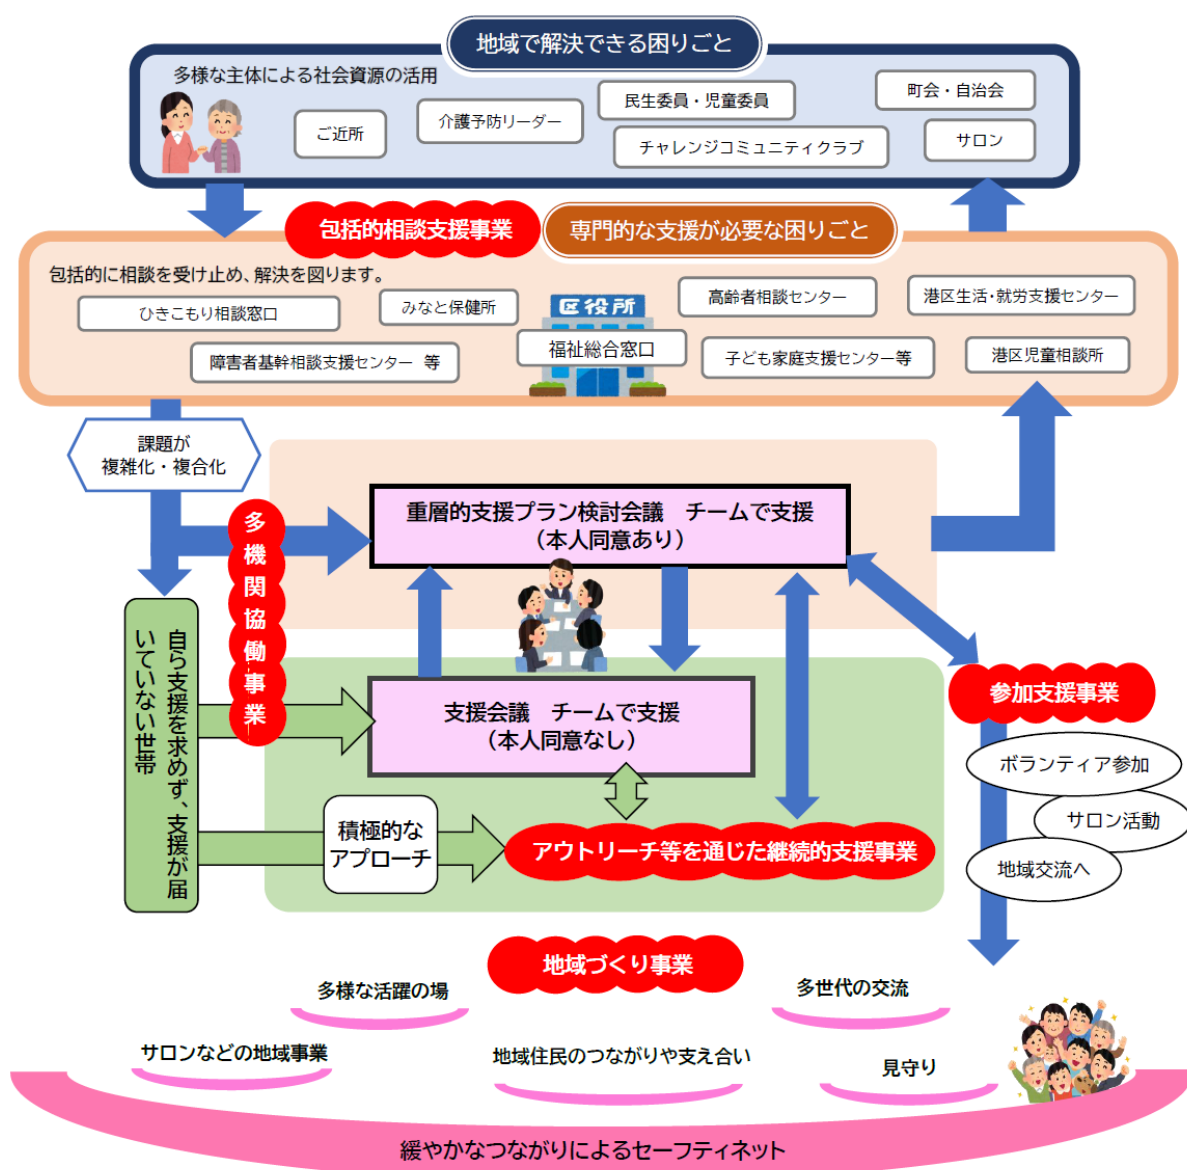 地域で解決できる困りごと
多様な主体による社会資源の活用
ご近所
介護予防リーダー
民生委員・児童委員
チャレンジコミュニティクラブ
町会・自治会
サロン
包括的相談支援事業
専門的な支援が必要な困りごと
包括的に相談を受け止め、解決を図ります。
ひきこもり相談窓口
みなと保健所
区役所
福祉総合窓口
高齢者相談センター
港区生活・就労支援センター
障害者基幹相談支援センター 等
子ども家庭支援センター等
港区児童相談所
課題が
複雑化・複合化
多機関協働事業
重層的支援プラン検討会議 チームで支援
（本人同意あり）
自ら支援を求めず、支援が届
いていない世帯
支援会議 チームで支援
（本人同意なし）
積極的な
アプローチ
アウトリーチ等を通じた継続的支援事業
参加支援事業
ボランティア参加
サロン活動
地域交流へ
地域づくり事業
多様な活躍の場
多世代の交流
サロンなどの地域事業
地域住民のつながりや支え合い
見守り
緩やかなつながりによるセーフティネット